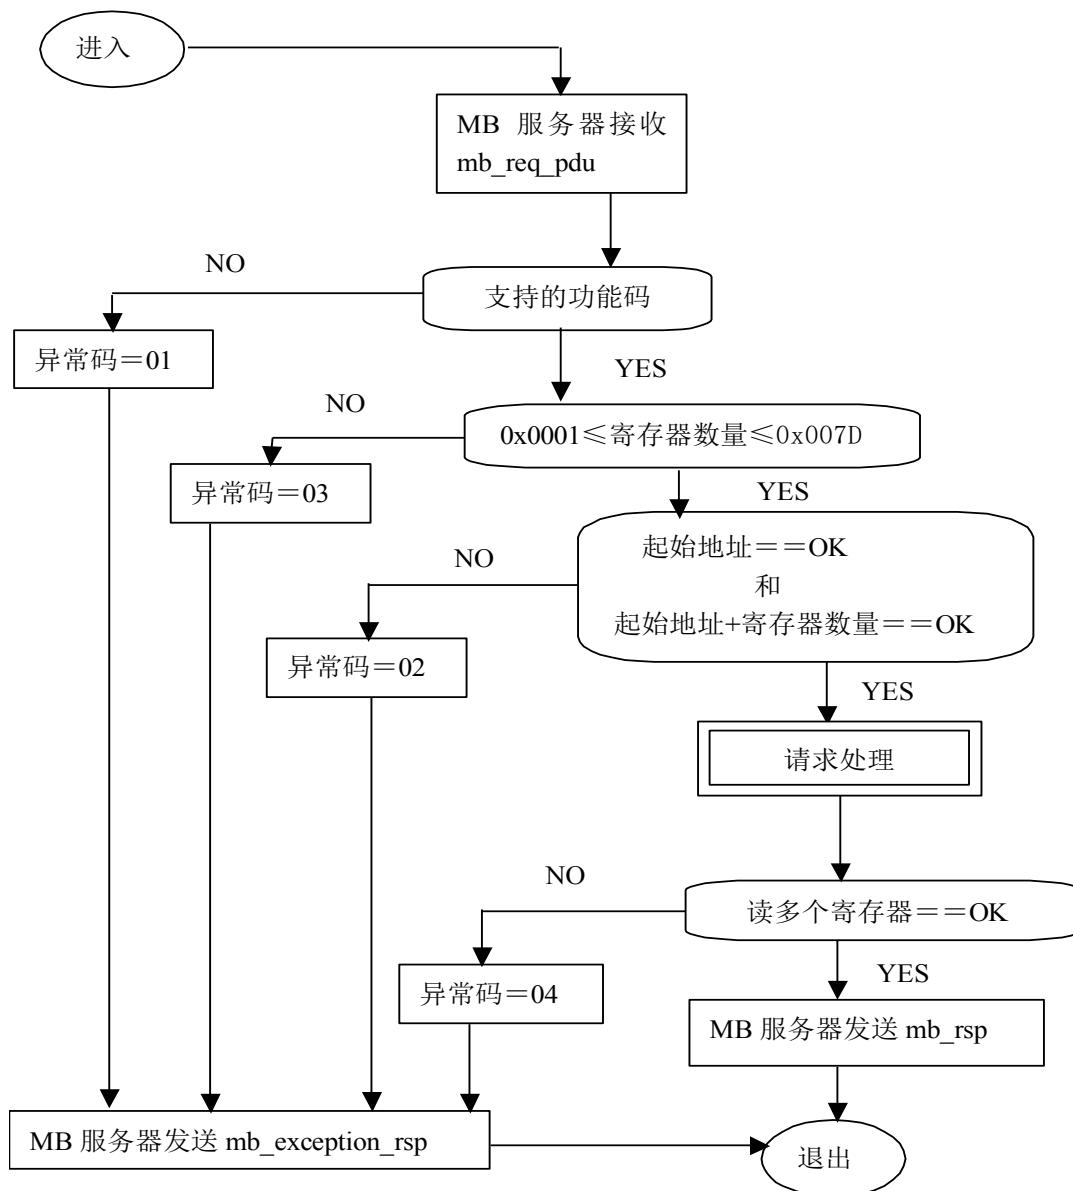 进入
MB 服务器接收
mb_req_pdu
NO
支持的功能码
异常码＝01
YES
NO
0x0001≤寄存器数量≤0x007D
异常码＝03
YES
起始地址＝＝OK
NO
和
起始地址+寄存器数量＝＝OK
异常码＝02
YES
请求处理
NO
读多个寄存器＝＝OK
YES
异常码＝04
MB 服务器发送 mb_rsp
MB 服务器发送 mb_exception_rsp
退出